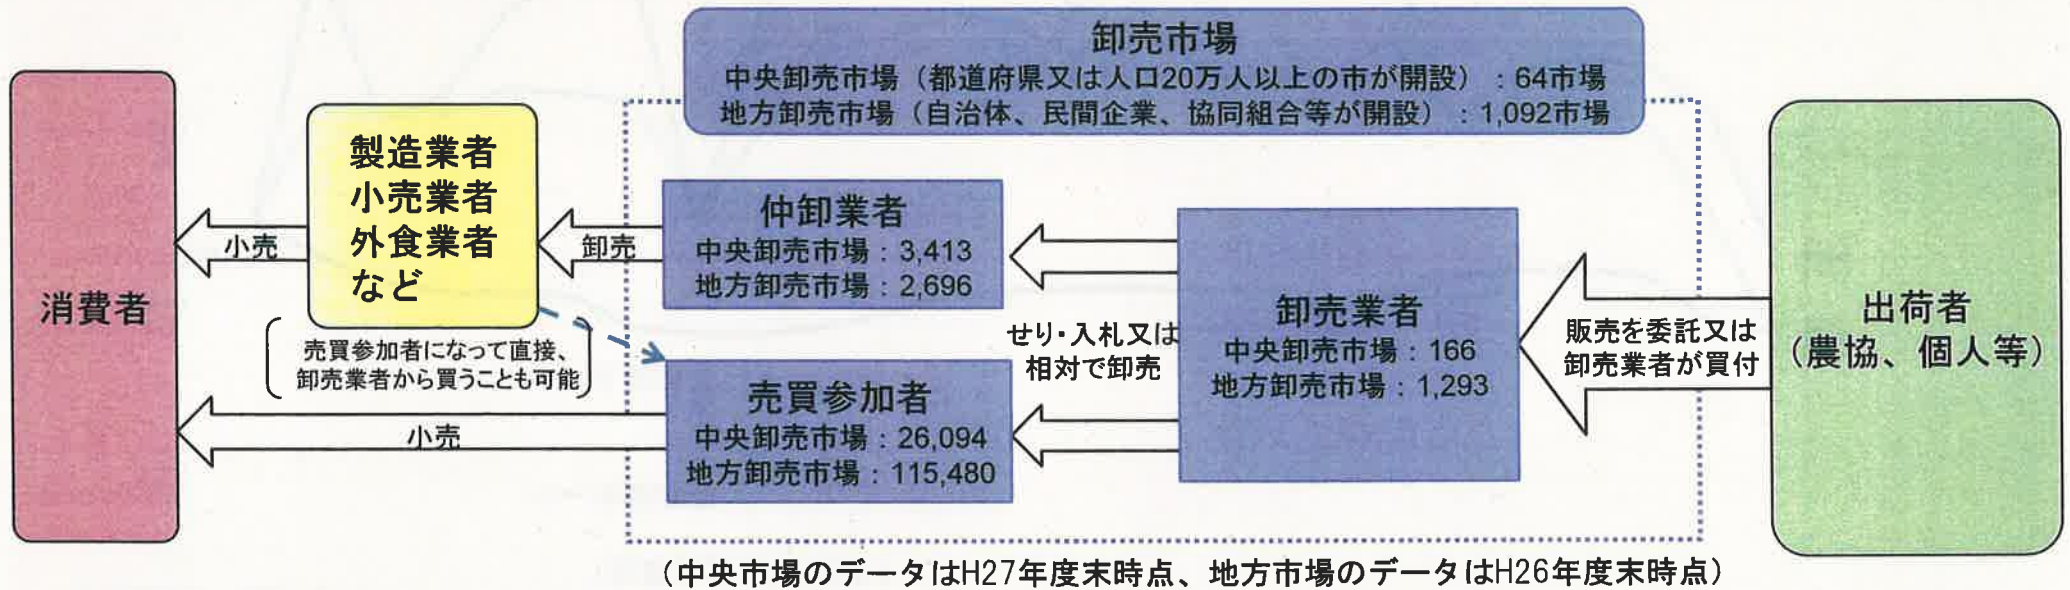 卸売市場
中央卸売市場（都道府県又は人口20万人以上の市が開設）：64市場
地方卸売市場（自治体、民間企業、協同組合等が開設）：1,092市場
消費者
小売
製造業者
小売業者
外食業者
など
売買参加者になって直接、
卸売業者から買うことも可能
卸売
仲卸業者
中央卸売市場：3,413
地方卸売市場：2,696
小売
売買参加者
中央卸売市場：26,094
地方卸売市場：115,480
せり・入札又は
相対で卸売
卸売業者
中央卸売市場：166
地方卸売市場：1,293
販売を委託又は
卸売業者が買付
出荷者
（農協、個人等）
（中央市場のデータはH27年度末時点、地方市場のデータはH26年度末時点）